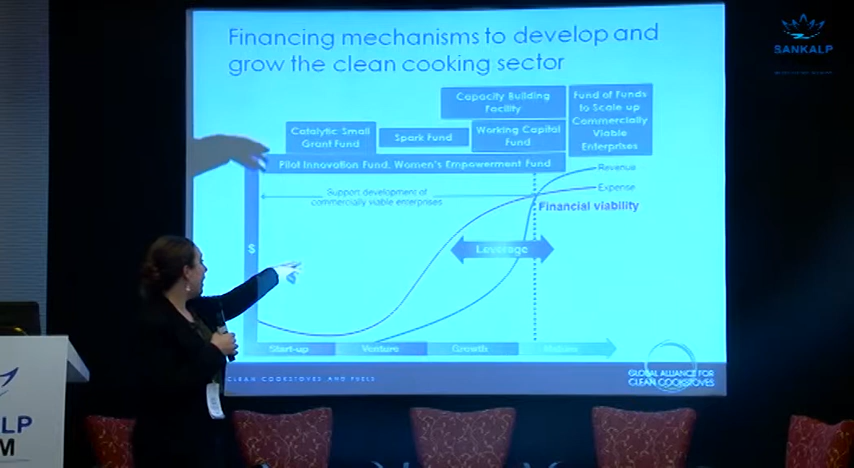 Financing mechanisms to develop and
grow the clean cooking sector
SANKALP
Capacity Building
Facility
Fund of Funds
to Scale up
Commercially
Viable
Enterprises
Catalytic Small
Grant Fund
Spark Fund
Working Capital
Fund
Pilot Innovation Fund, Women's Empowerment Fund
Revenue
Expense
Support development of
commercially viable enterprises
Financial viability
$
Leverage
Start-up
Venture
Growth
Mature
CLEAN COOKSTOVES AND FUELS
GLOBAL ALLIANCE FOR
CLEAN COOKSTOVES
LP
M